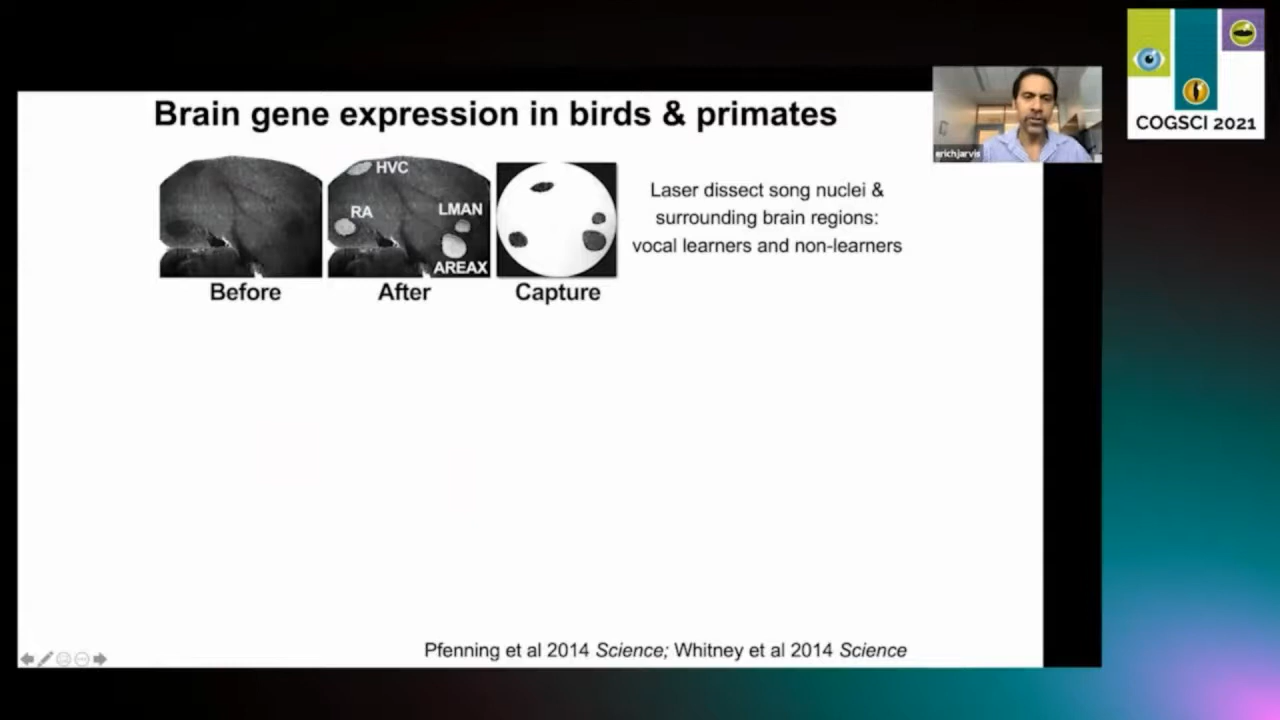 Brain gene expression in birds & primates
erichjarvis
COGSCI 2021
HVC
RA
LMAN
AREAX
Before
After
Capture
Laser dissect song nuclei &
surrounding brain regions:
vocal learners and non-learners
Pfenning et al 2014 Science; Whitney et al 2014 Science